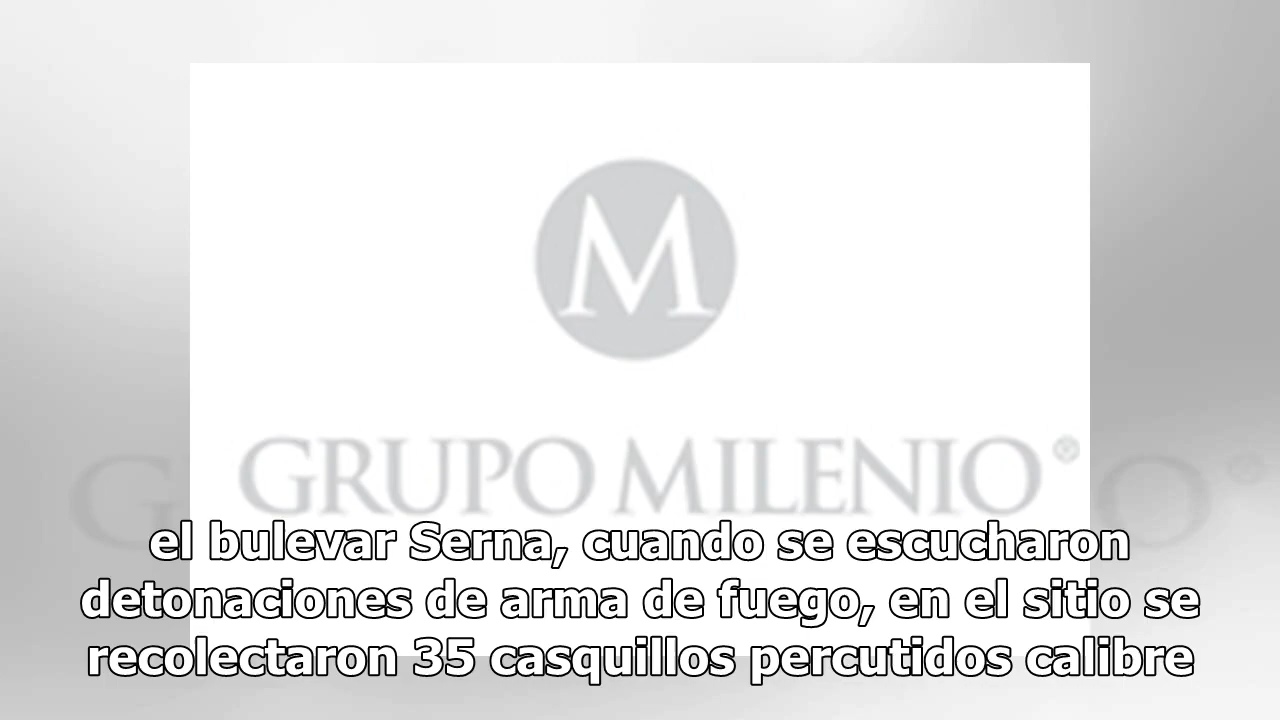 M
GRUPO MILENIO®
el bulevar Serna, cuando se escucharon
detonaciones de arma de fuego, en el sitio se
recolectaron 35 casquillos percutidos calibre